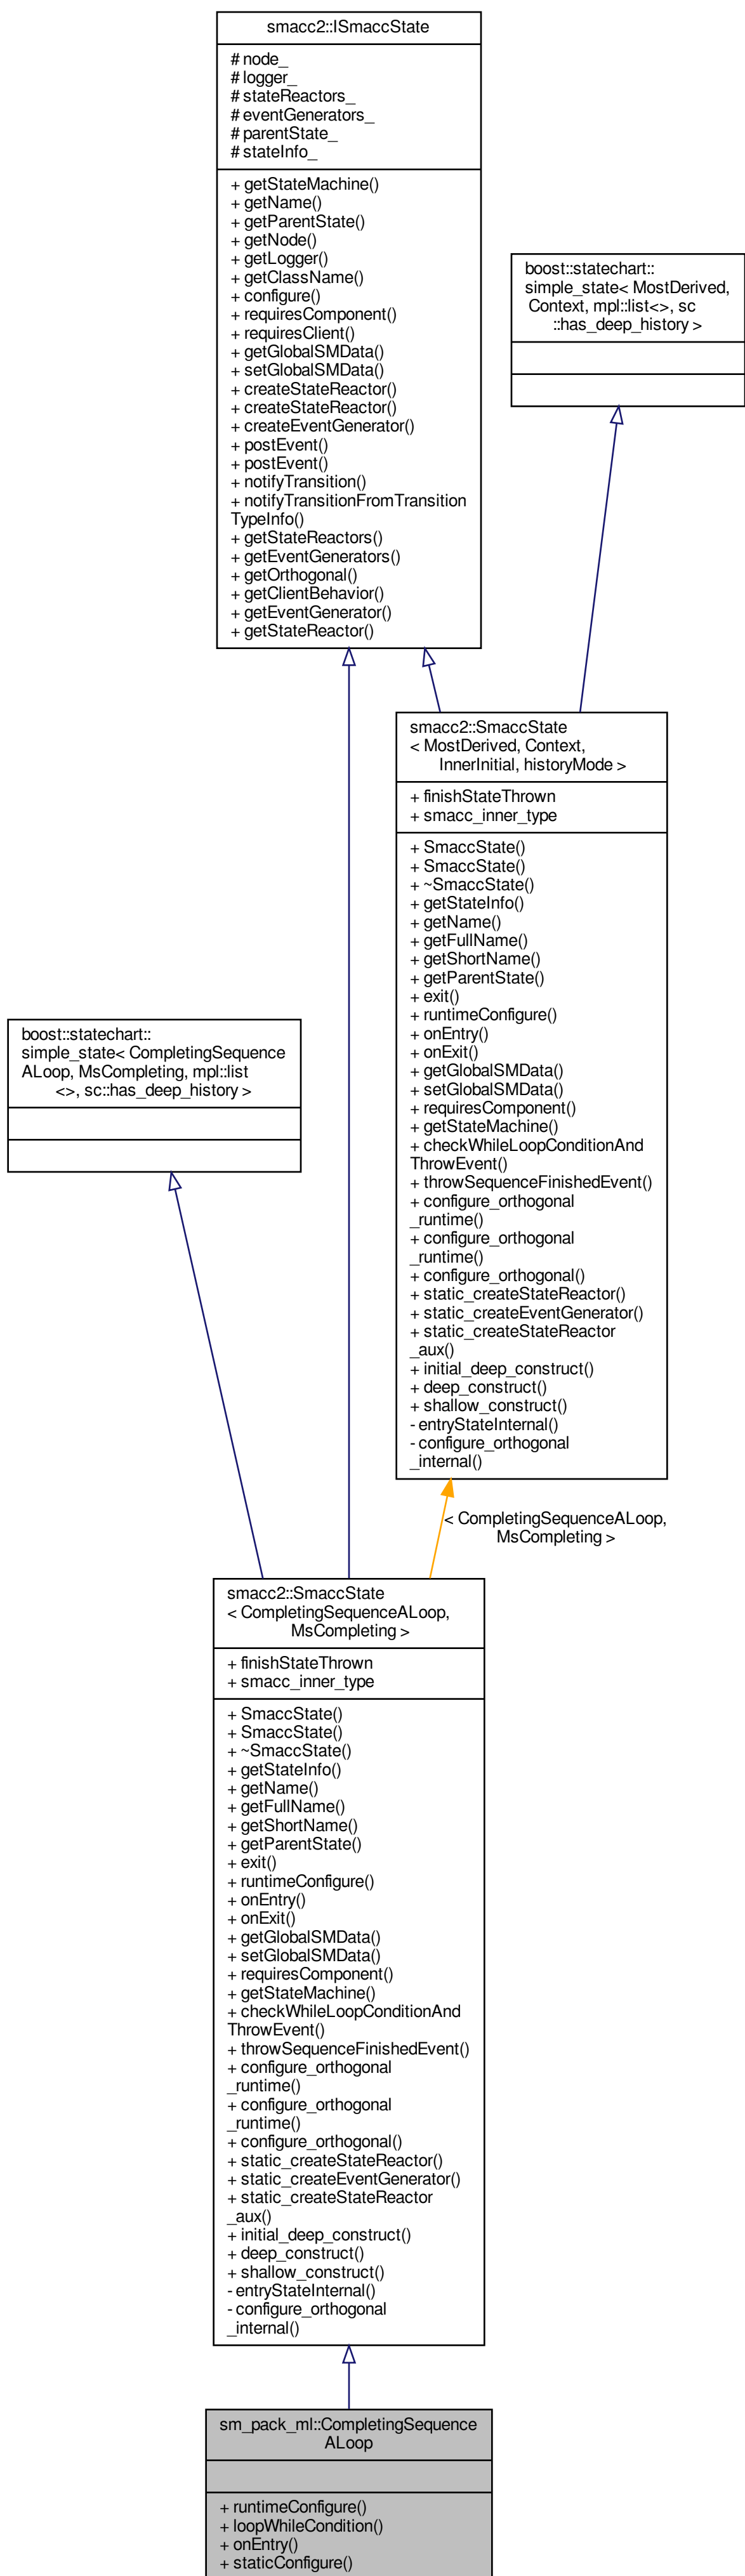 smacc2::ISmaccState
# node_
# logger_
# stateReactors_
# eventGenerators_
# parentState_
# stateInfo_
+ getStateMachine()
+ getName()
+ getParentState()
+ getNode()
+ getLogger()
+ getClassName()
+ configure()
+ requiresComponent()
+ requiresClient()
+ getGlobalSMData()
+ setGlobalSMData()
+ createStateReactor()
+ createStateReactor()
+ createEventGenerator()
+ postEvent()
+ postEvent()
+ notifyTransition()
+ notifyTransitionFromTransition
TypeInfo()
+ getStateReactors()
+ getEventGenerators()
+ getOrthogonal()
+ getClientBehavior()
+ getEventGenerator()
+ getStateReactor()
boost::statechart::
simple_state< MostDerived,
Context, mpl::list<>, sc
::has_deep_history >
smacc2::SmaccState
< MostDerived, Context,
InnerInitial, historyMode >
+ finishStateThrown
+ smacc_inner_type
+ SmaccState()
+ SmaccState()
+ ~SmaccState()
+ getStateInfo()
+ getName()
+ getFullName()
+ getShortName()
+ getParentState()
+ exit()
+ runtimeConfigure()
+ onEntry()
+ onExit()
+ getGlobalSMData()
+ setGlobalSMData()
+ requiresComponent()
+ getStateMachine()
+ checkWhileLoopConditionAnd
ThrowEvent()
+ throwSequenceFinishedEvent()
+ configure_orthogonal
_runtime()
+ configure_orthogonal
_runtime()
+ configure_orthogonal()
+ static_createStateReactor()
+ static_createEventGenerator()
+ static_createStateReactor
_aux()
+ initial_deep_construct()
+ deep_construct()
+ shallow_construct()
- entryStateInternal()
- configure_orthogonal
_internal()
boost::statechart::
simple_state< CompletingSequence
ALoop, MsCompleting, mpl::list
<>, sc::has_deep_history >
< CompletingSequenceALoop,
MsCompleting >
smacc2::SmaccState
< CompletingSequenceALoop,
MsCompleting >
+ finishStateThrown
+ smacc_inner_type
+ SmaccState()
+ SmaccState()
+ ~SmaccState()
+ getStateInfo()
+ getName()
+ getFullName()
+ getShortName()
+ getParentState()
+ exit()
+ runtimeConfigure()
+ onEntry()
+ onExit()
+ getGlobalSMData()
+ setGlobalSMData()
+ requiresComponent()
+ getStateMachine()
+ checkWhileLoopConditionAnd
ThrowEvent()
+ throwSequenceFinishedEvent()
+ configure_orthogonal
_runtime()
+ configure_orthogonal
_runtime()
+ configure_orthogonal()
+ static_createStateReactor()
+ static_createEventGenerator()
+ static_createStateReactor
_aux()
+ initial_deep_construct()
+ deep_construct()
+ shallow_construct()
- entryStateInternal()
- configure_orthogonal
_internal()
sm_pack_ml::CompletingSequence
ALoop
+ runtimeConfigure()
+ loopWhileCondition()
+ onEntry()
+ staticConfigure()